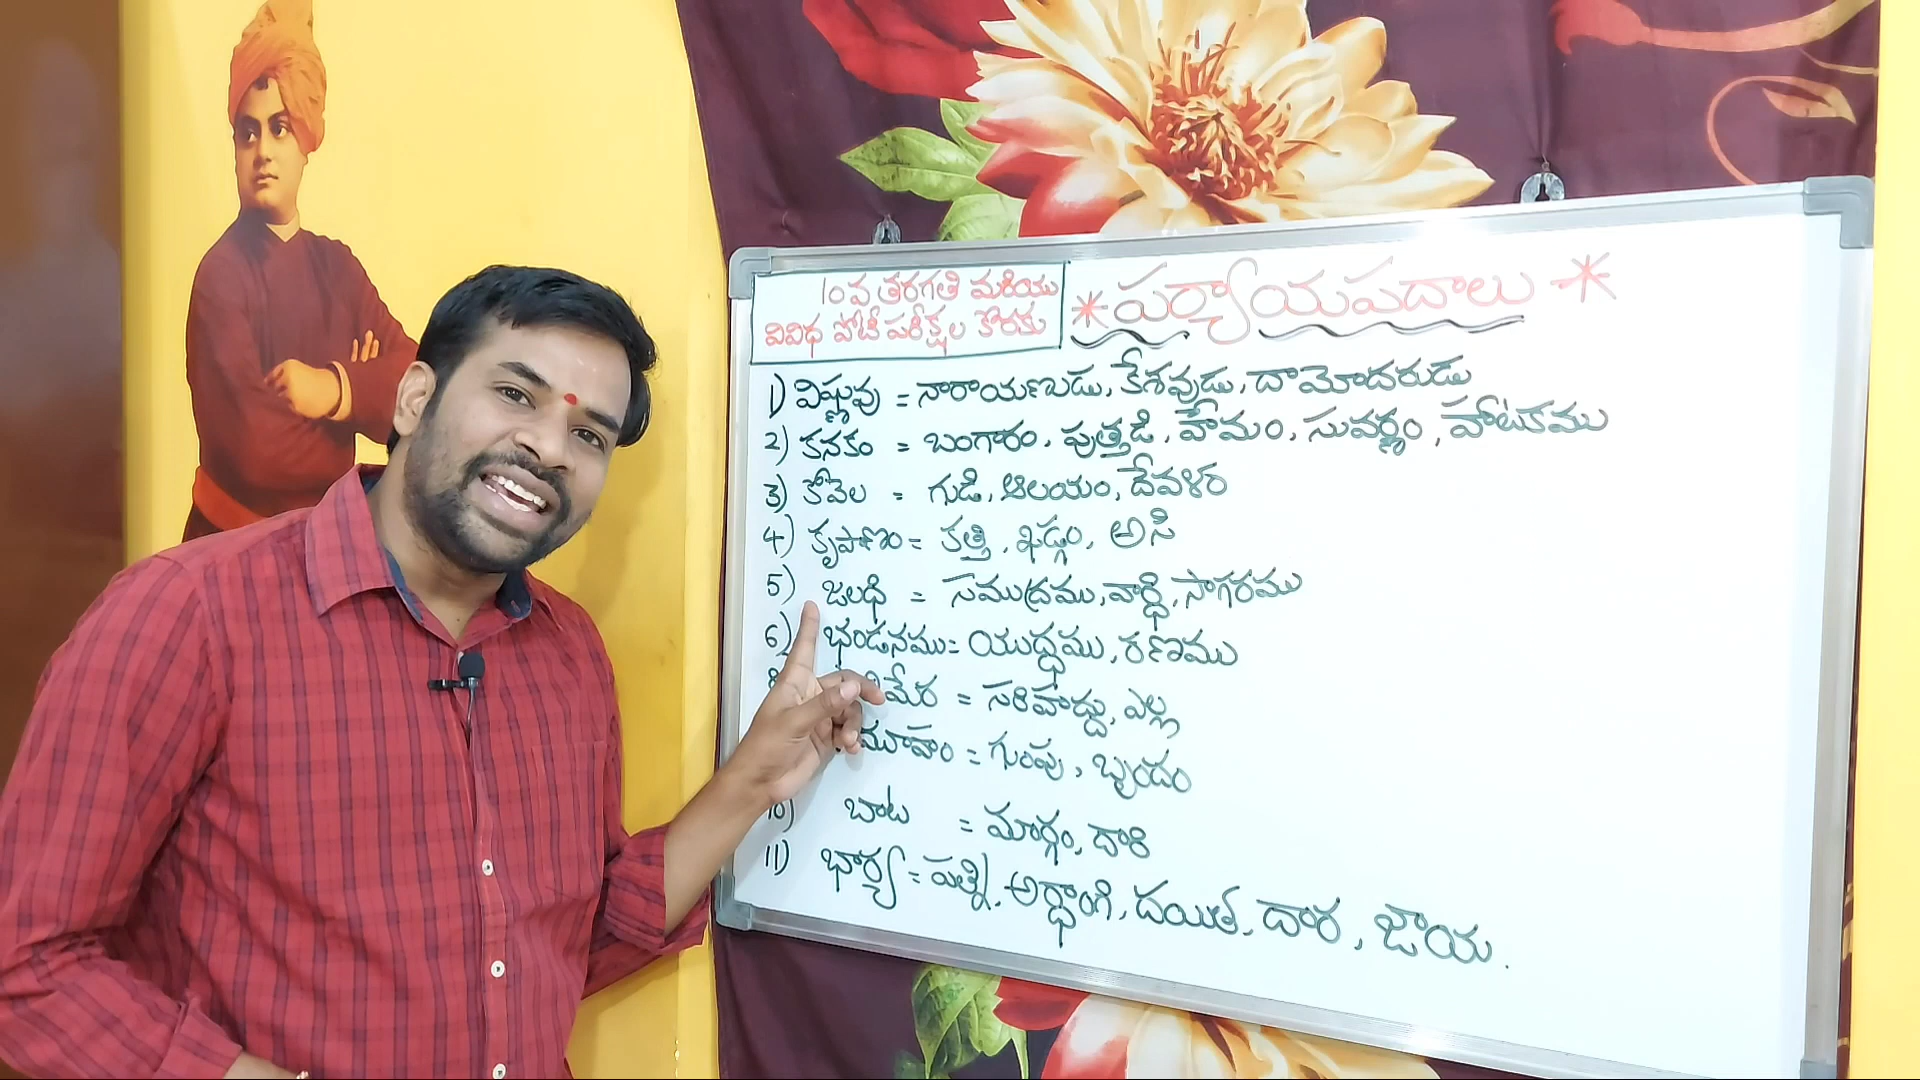 10వ తరగతి మరియు
వివిధ పోటీ పరీక్షల కొరకు
* పర్యాయపదాలు *
1) విష్ణువు = నారాయణుడు, కేశవుడు, దామోదరుడు
2) కనకం = బంగారం, పుత్తడి, హేమం, సువర్ణం, హాటకము
3) కోవెల = గుడి, ఆలయం, దేవళం
4) కృపాణం = కత్తి, ఖడ్గం, అసి
5) జలధి = సముద్రము, వార్ధి, సాగరము
6) భండనము = యుద్ధము, రణము
= సరిహద్దు, ఎల్ల
= గుంపు, బృందం
10) బాట = మార్గం, దారి
11) భార్య = పత్ని, అర్ధాంగి, దయిత, దార, జాయ.